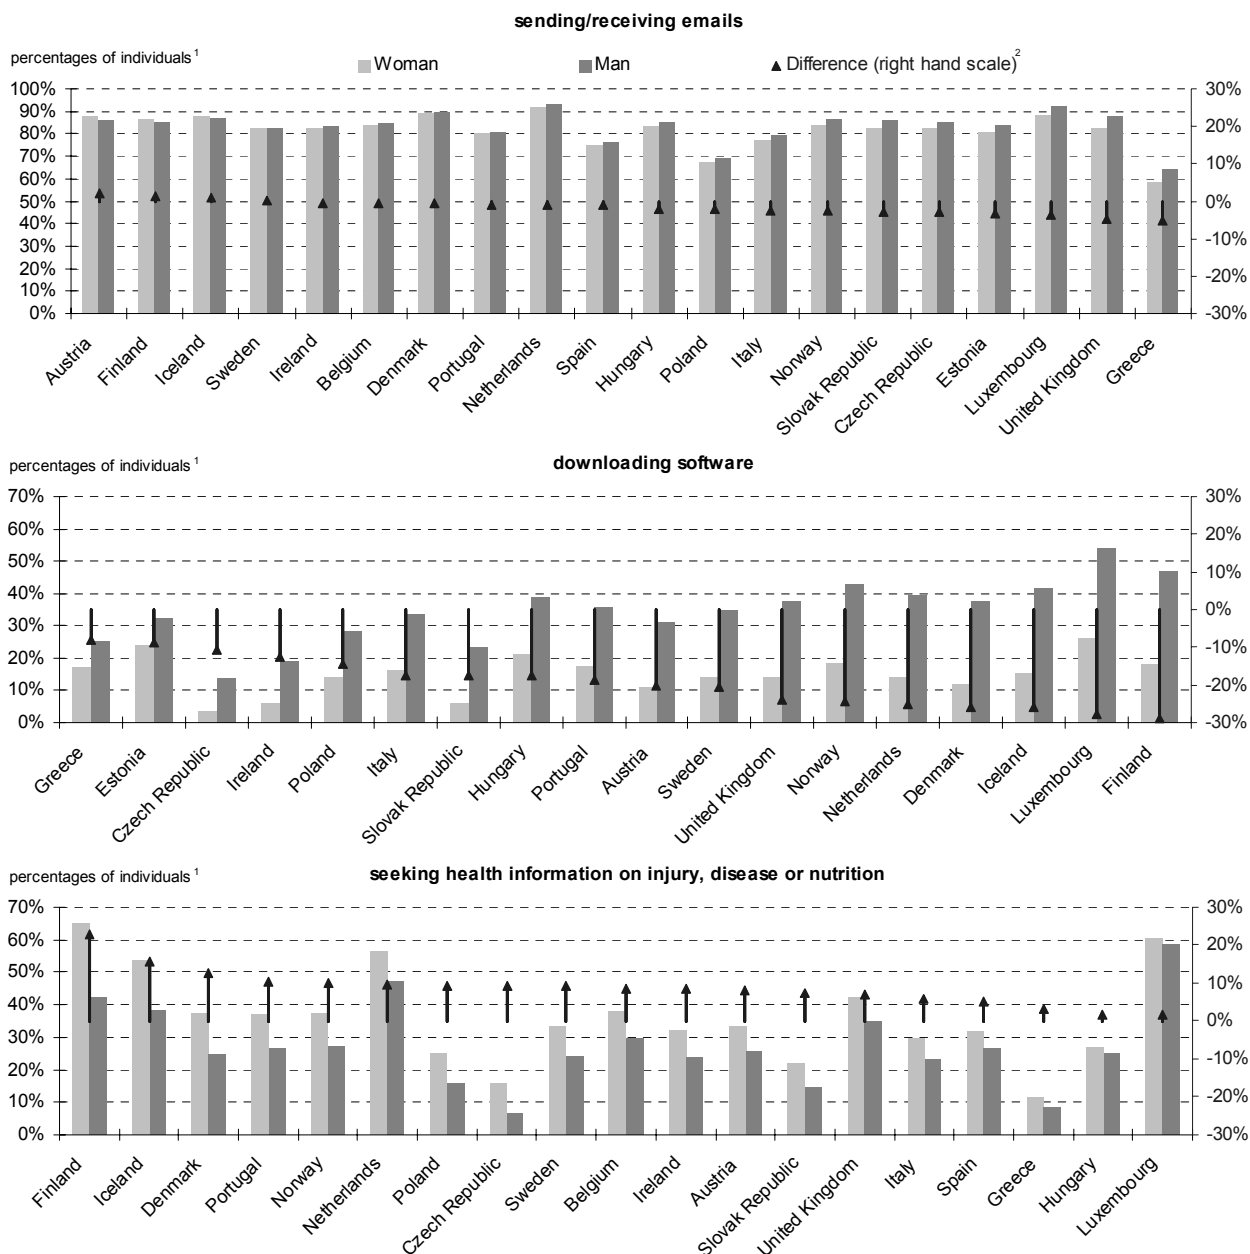 sending/receiving emails
percentages of individuals 1
Woman Man Difference (right hand scale) 2
100% 30%
90%
80% 20%
70%
60% 10%
50% 0%
40%
30% -10%
20% -20%
10%
0% -30%
Austria Finland Iceland Sweden Ireland Belgium Denmark Portugal Netherlands Spain Hungary Poland Italy Norway Slovak Republic Czech Republic Estonia Luxembourg United Kingdom Greece
percentages of individuals 1
downloading software
70% 30%
60% 20%
50% 10%
40% 0%
30% -10%
20%
10% -20%
0% -30%
Greece Estonia Czech Republic Ireland Poland Italy Slovak Republic Hungary Portugal Austria Sweden United Kingdom Norway Netherlands Denmark Iceland Luxembourg Finland
percentages of individuals 1
seeking health information on injury, disease or nutrition
70% 30%
60% 20%
50% 10%
40% 0%
30% -10%
20%
10% -20%
0% -30%
Finland Iceland Denmark Portugal Norway Netherlands Poland Czech Republic Sweden Belgium Ireland Austria Slovak Republic United Kingdom Italy Spain Greece Hungary Luxembourg